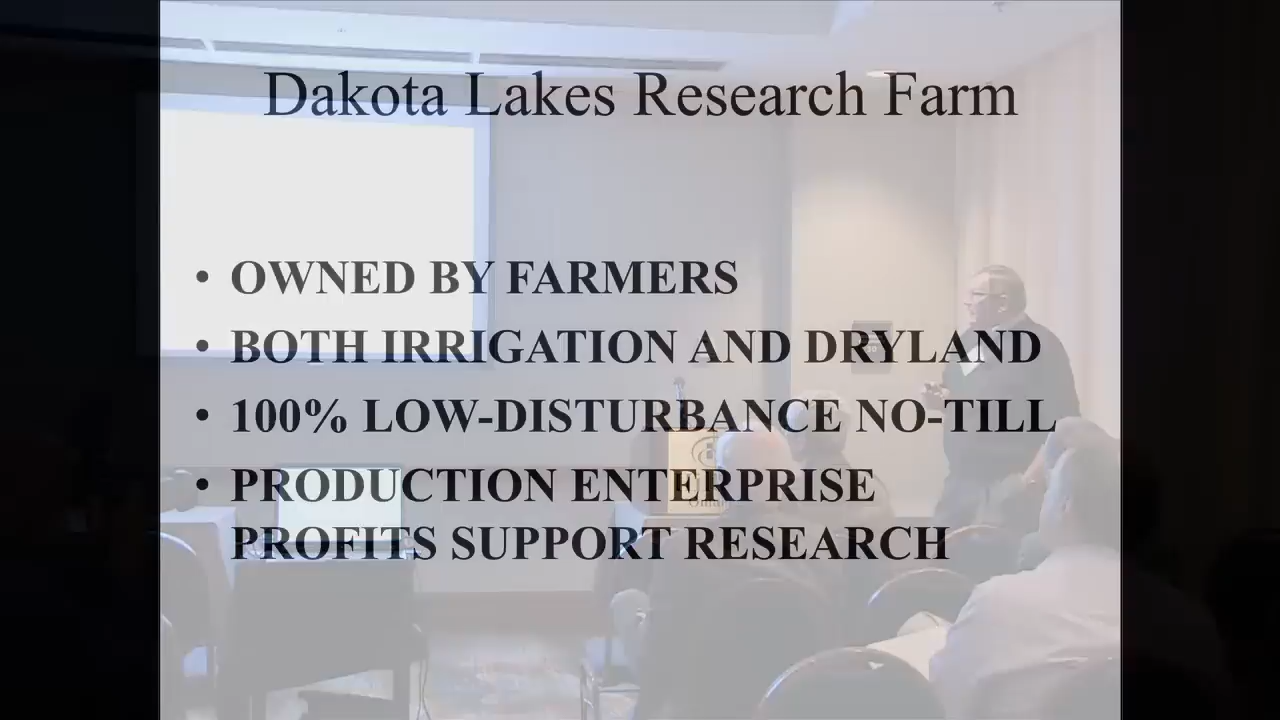 Dakota Lakes Research Farm
• OWNED BY FARMERS
• BOTH IRRIGATION AND DRYLAND
• 100% LOW-DISTURBANCE NO-TILL
• PRODUCTION ENTERPRISE
PROFITS SUPPORT RESEARCH